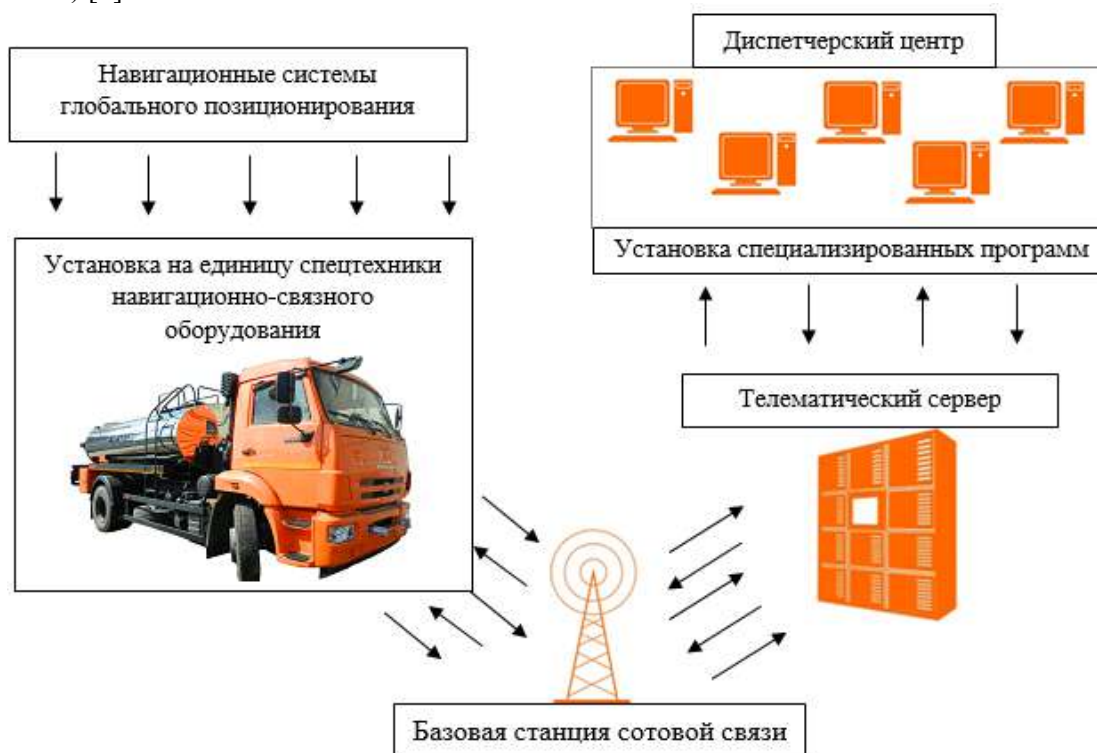 Навигационные системы
глобального позиционирования
Установка на единицу спецтехники
навигационно-связного
оборудования
Диспетчерский центр
Установка специализированных программ
Телематический сервер
Базовая станция сотовой связи